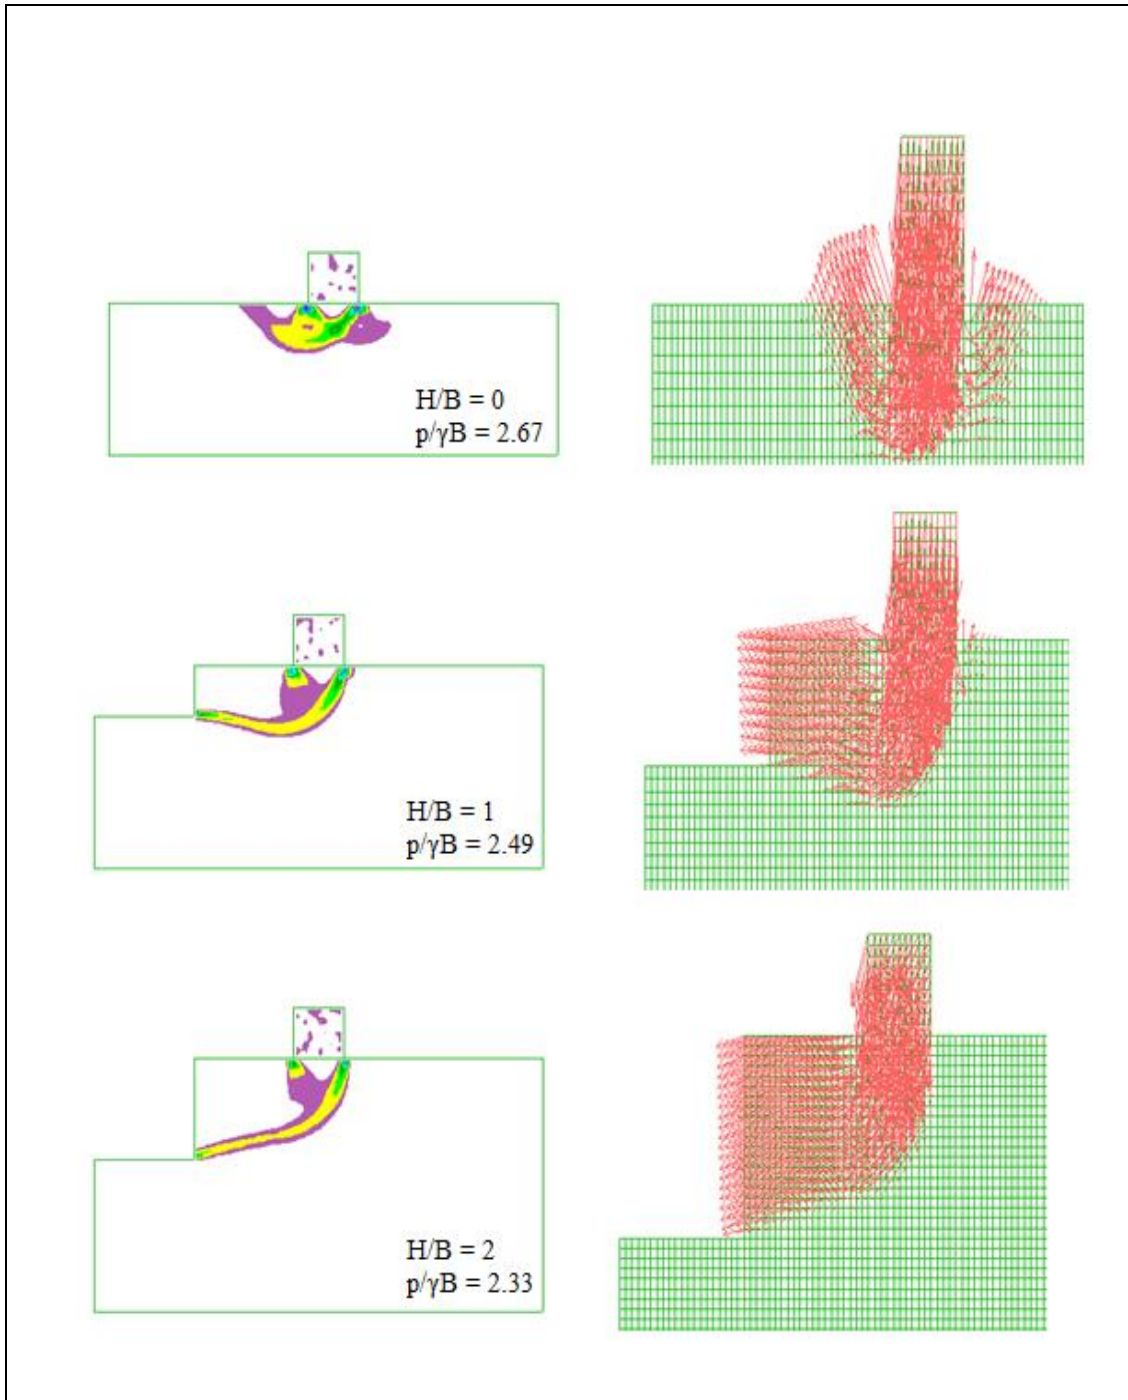 H/B = 0
p/γB = 2.67
H/B = 1
p/γB = 2.49
H/B = 2
p/γB = 2.33